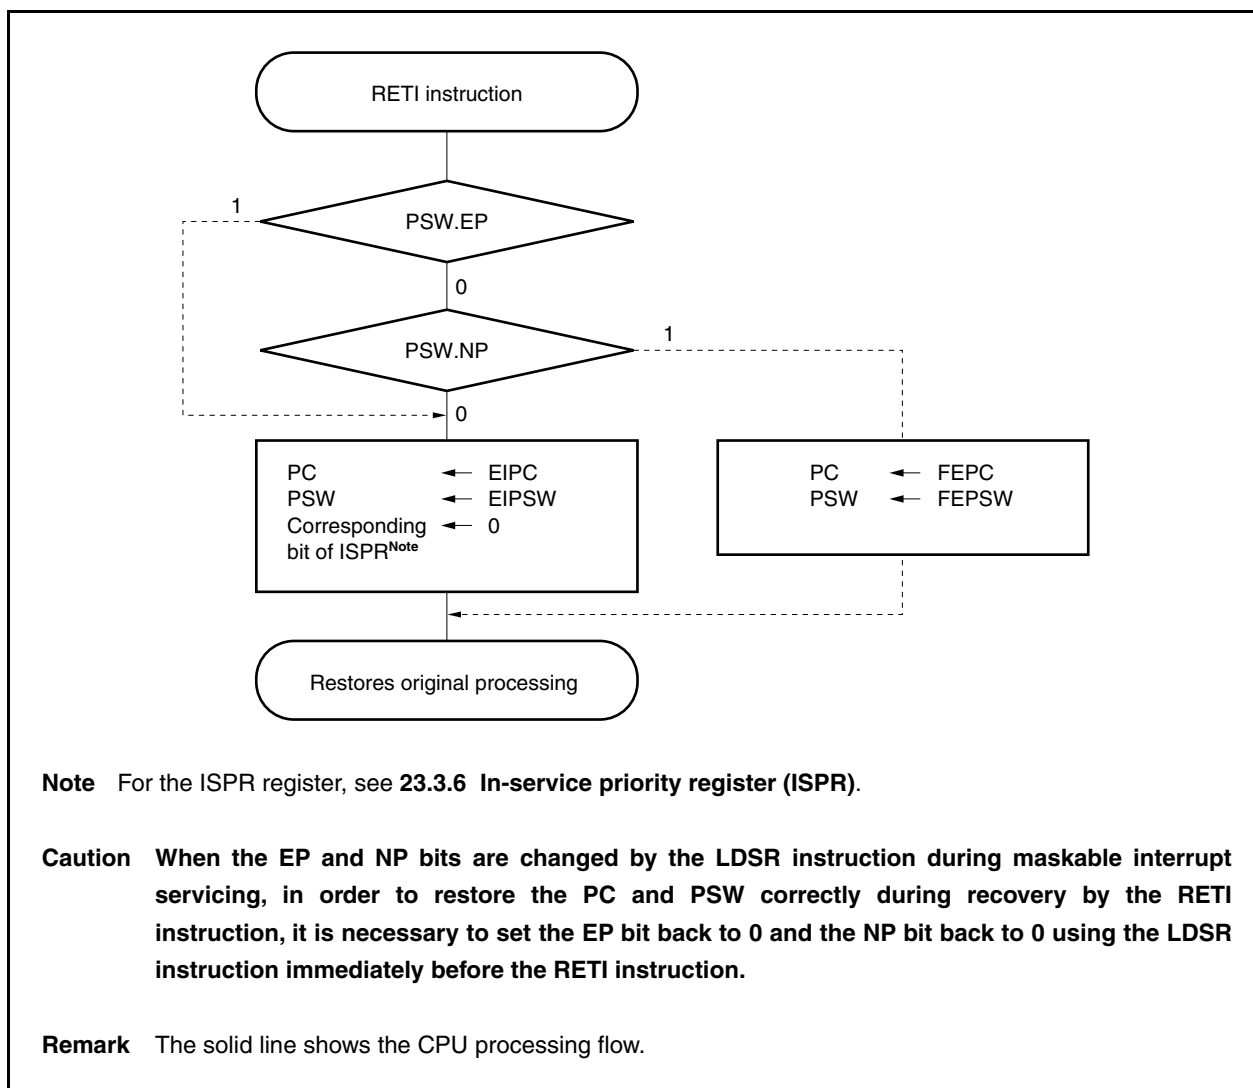 RETI instruction
1
PSW.EP
0
1
PSW.NP
0
PC ← EIPC
PSW ← EIPSW
Corresponding ← 0
bit of ISPRNote
PC ← FEPC
PSW ← FEPSW
Restores original processing
Note For the ISPR register, see 23.3.6 In-service priority register (ISPR).
Caution When the EP and NP bits are changed by the LDSR instruction during maskable interrupt
servicing, in order to restore the PC and PSW correctly during recovery by the RETI
instruction, it is necessary to set the EP bit back to 0 and the NP bit back to 0 using the LDSR
instruction immediately before the RETI instruction.
Remark The solid line shows the CPU processing flow.